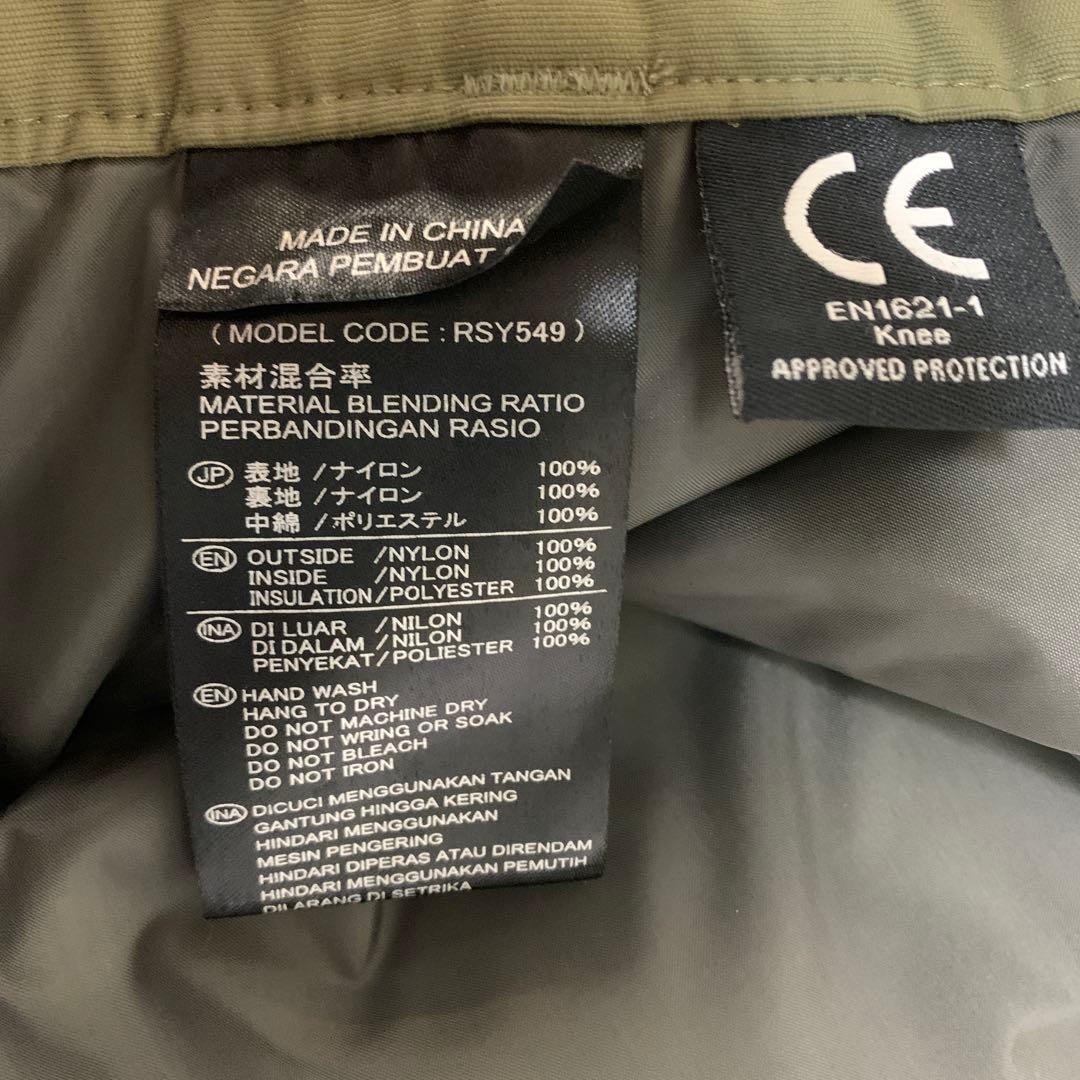 MADE IN CHINA
NEGARA PEMBUAT
( MODEL CODE : RSY549 )
素材混合率
MATERIAL BLENDING RATIO
PERBANDINGAN RASIO
JP 表地 /ナイロン 100%
裏地 /ナイロン 100%
中綿 /ポリエステル 100%
EN OUTSIDE /NYLON 100%
INSIDE /NYLON 100%
INSULATION/POLYESTER 100%
INA DI LUAR /NILON 100%
DI DALAM /NILON 100%
PENYEKAT/POLIESTER 100%
EN HAND WASH
HANG TO DRY
DO NOT MACHINE DRY
DO NOT WRING OR SOAK
DO NOT BLEACH
DO NOT IRON
INA DICUCI MENGGUNAKAN TANGAN
GANTUNG HINGGA KERING
HINDARI MENGGUNAKAN
MESIN PENGERING
HINDARI DIPERAS ATAU DIRENDAM
HINDARI MENGGUNAKAN PEMUTIH
DILARANG DI SETRIKA
CE
EN1621-1
Knee
APPROVED PROTECTION